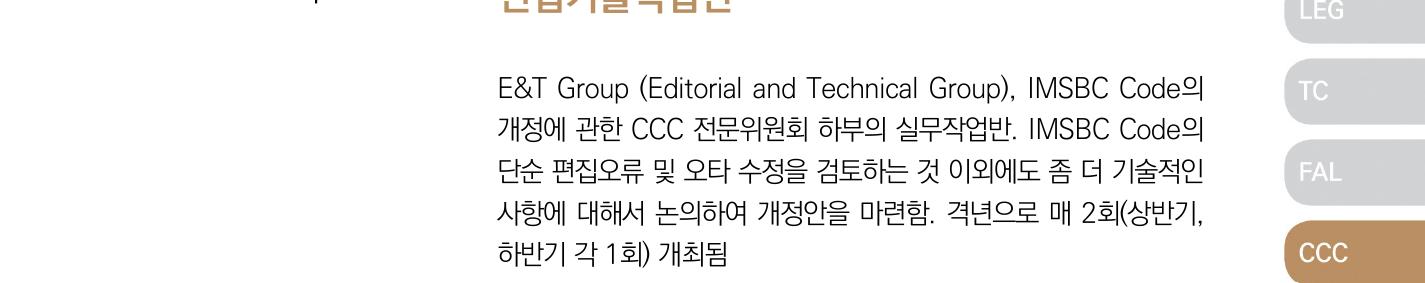 LEG
E&T Group (Editorial and Technical Group), IMSBC Code의
TC
개정에 관한 CCC 전문위원회 하부의 실무작업반. IMSBC Code의
단순 편집오류 및 오타 수정을 검토하는 것 이외에도 좀 더 기술적인
FAL
사항에 대해서 논의하여 개정안을 마련함. 격년으로 매 2회(상반기,
하반기 각 1회) 개최됨
CCC